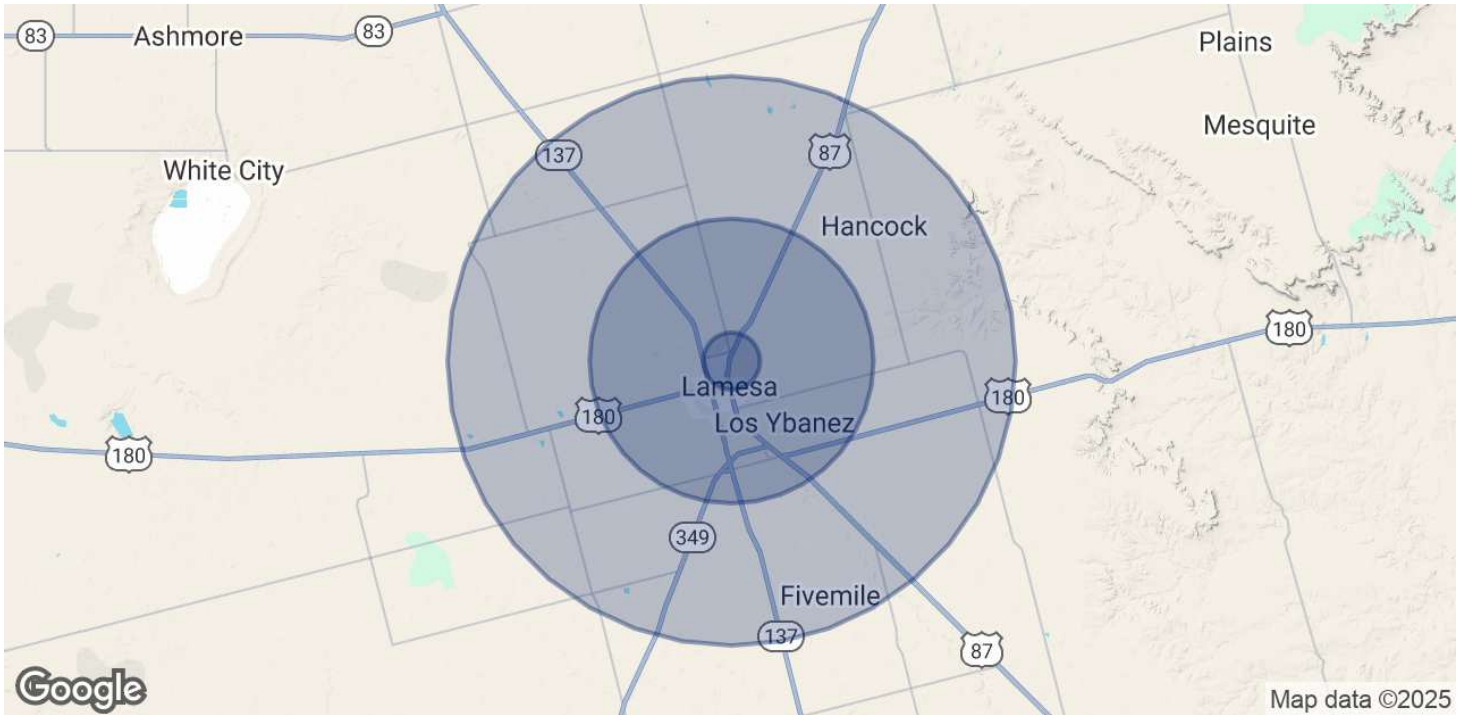 83
Ashmore
83
Plains
Mesquite
137
87
White City
Hancock
180
Lamesa
180
180
Los Ybanez
180
349
Fivemile
137
87
Google
Map data ©2025